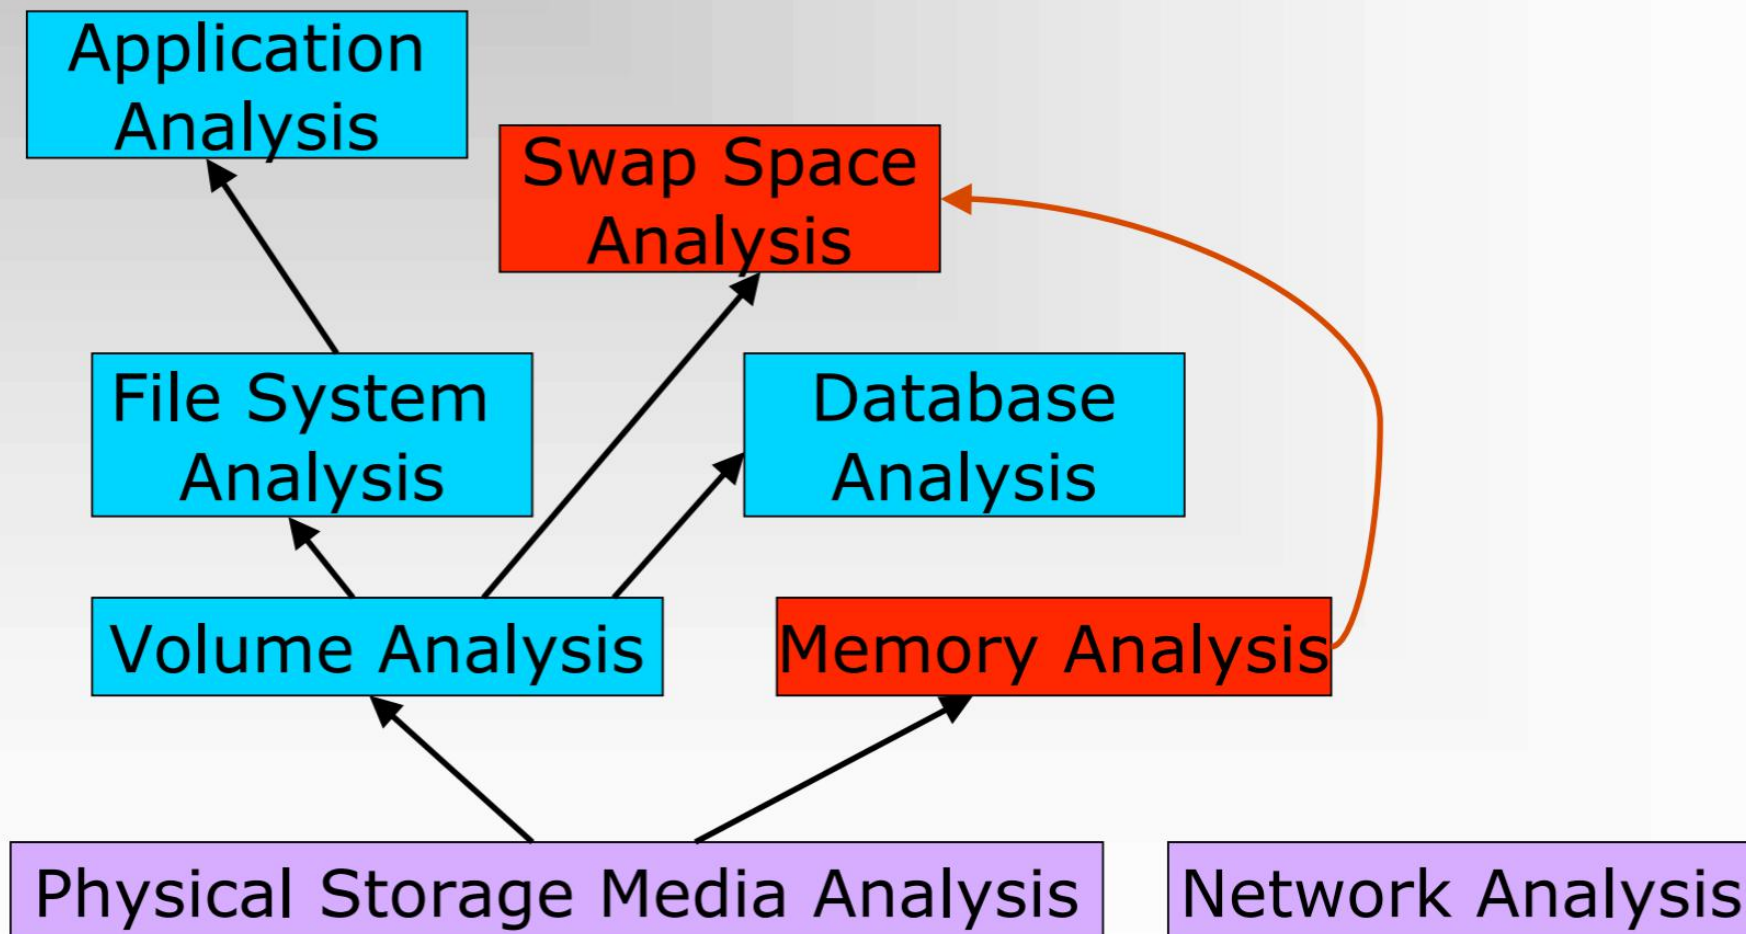 Application
Analysis
Swap Space
Analysis
File System
Analysis
Database
Analysis
Volume Analysis
Memory Analysis
Physical Storage Media Analysis
Network Analysis